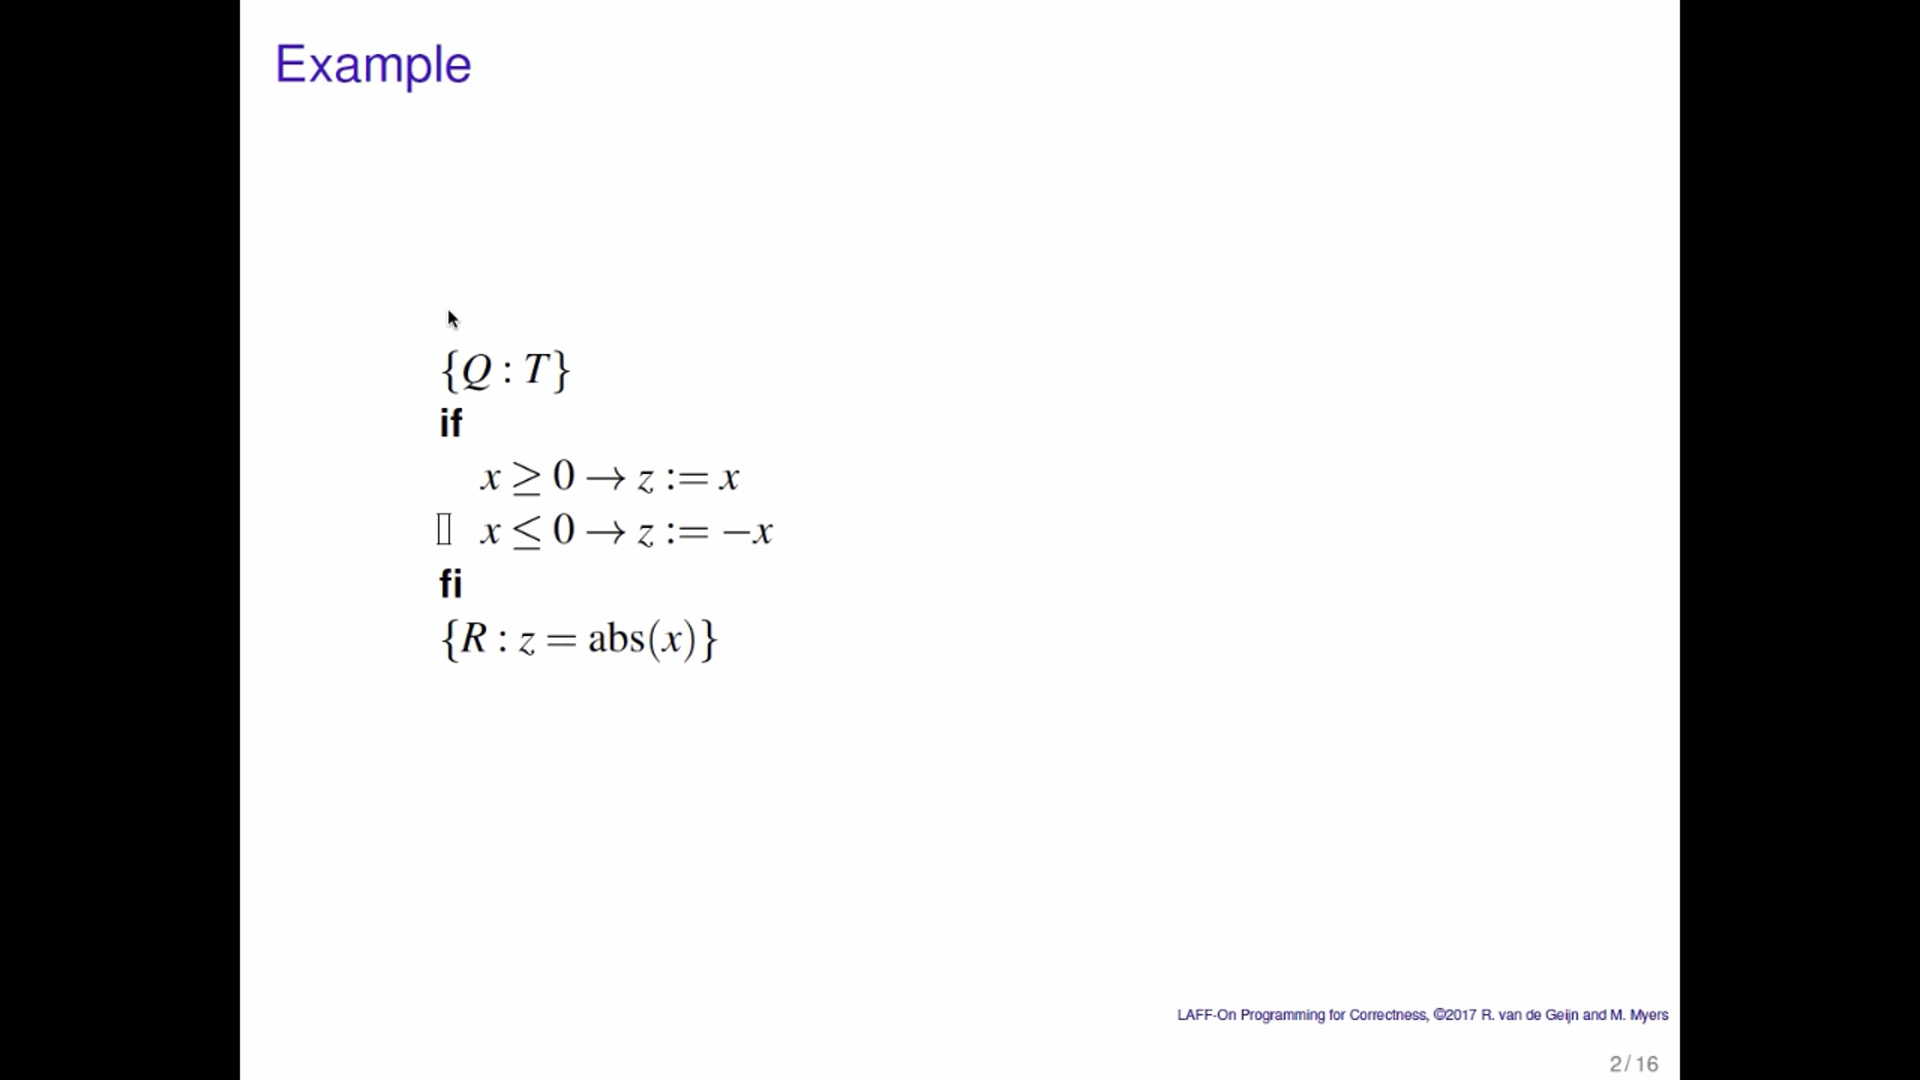 Example
{Q : T}
if
x ≥ 0 → z := x
▯ x ≤ 0 → z := −x
fi
{R : z = abs(x)}
LAFF-On Programming for Correctness, ©2017 R. van de Geijn and M. Myers
2/16